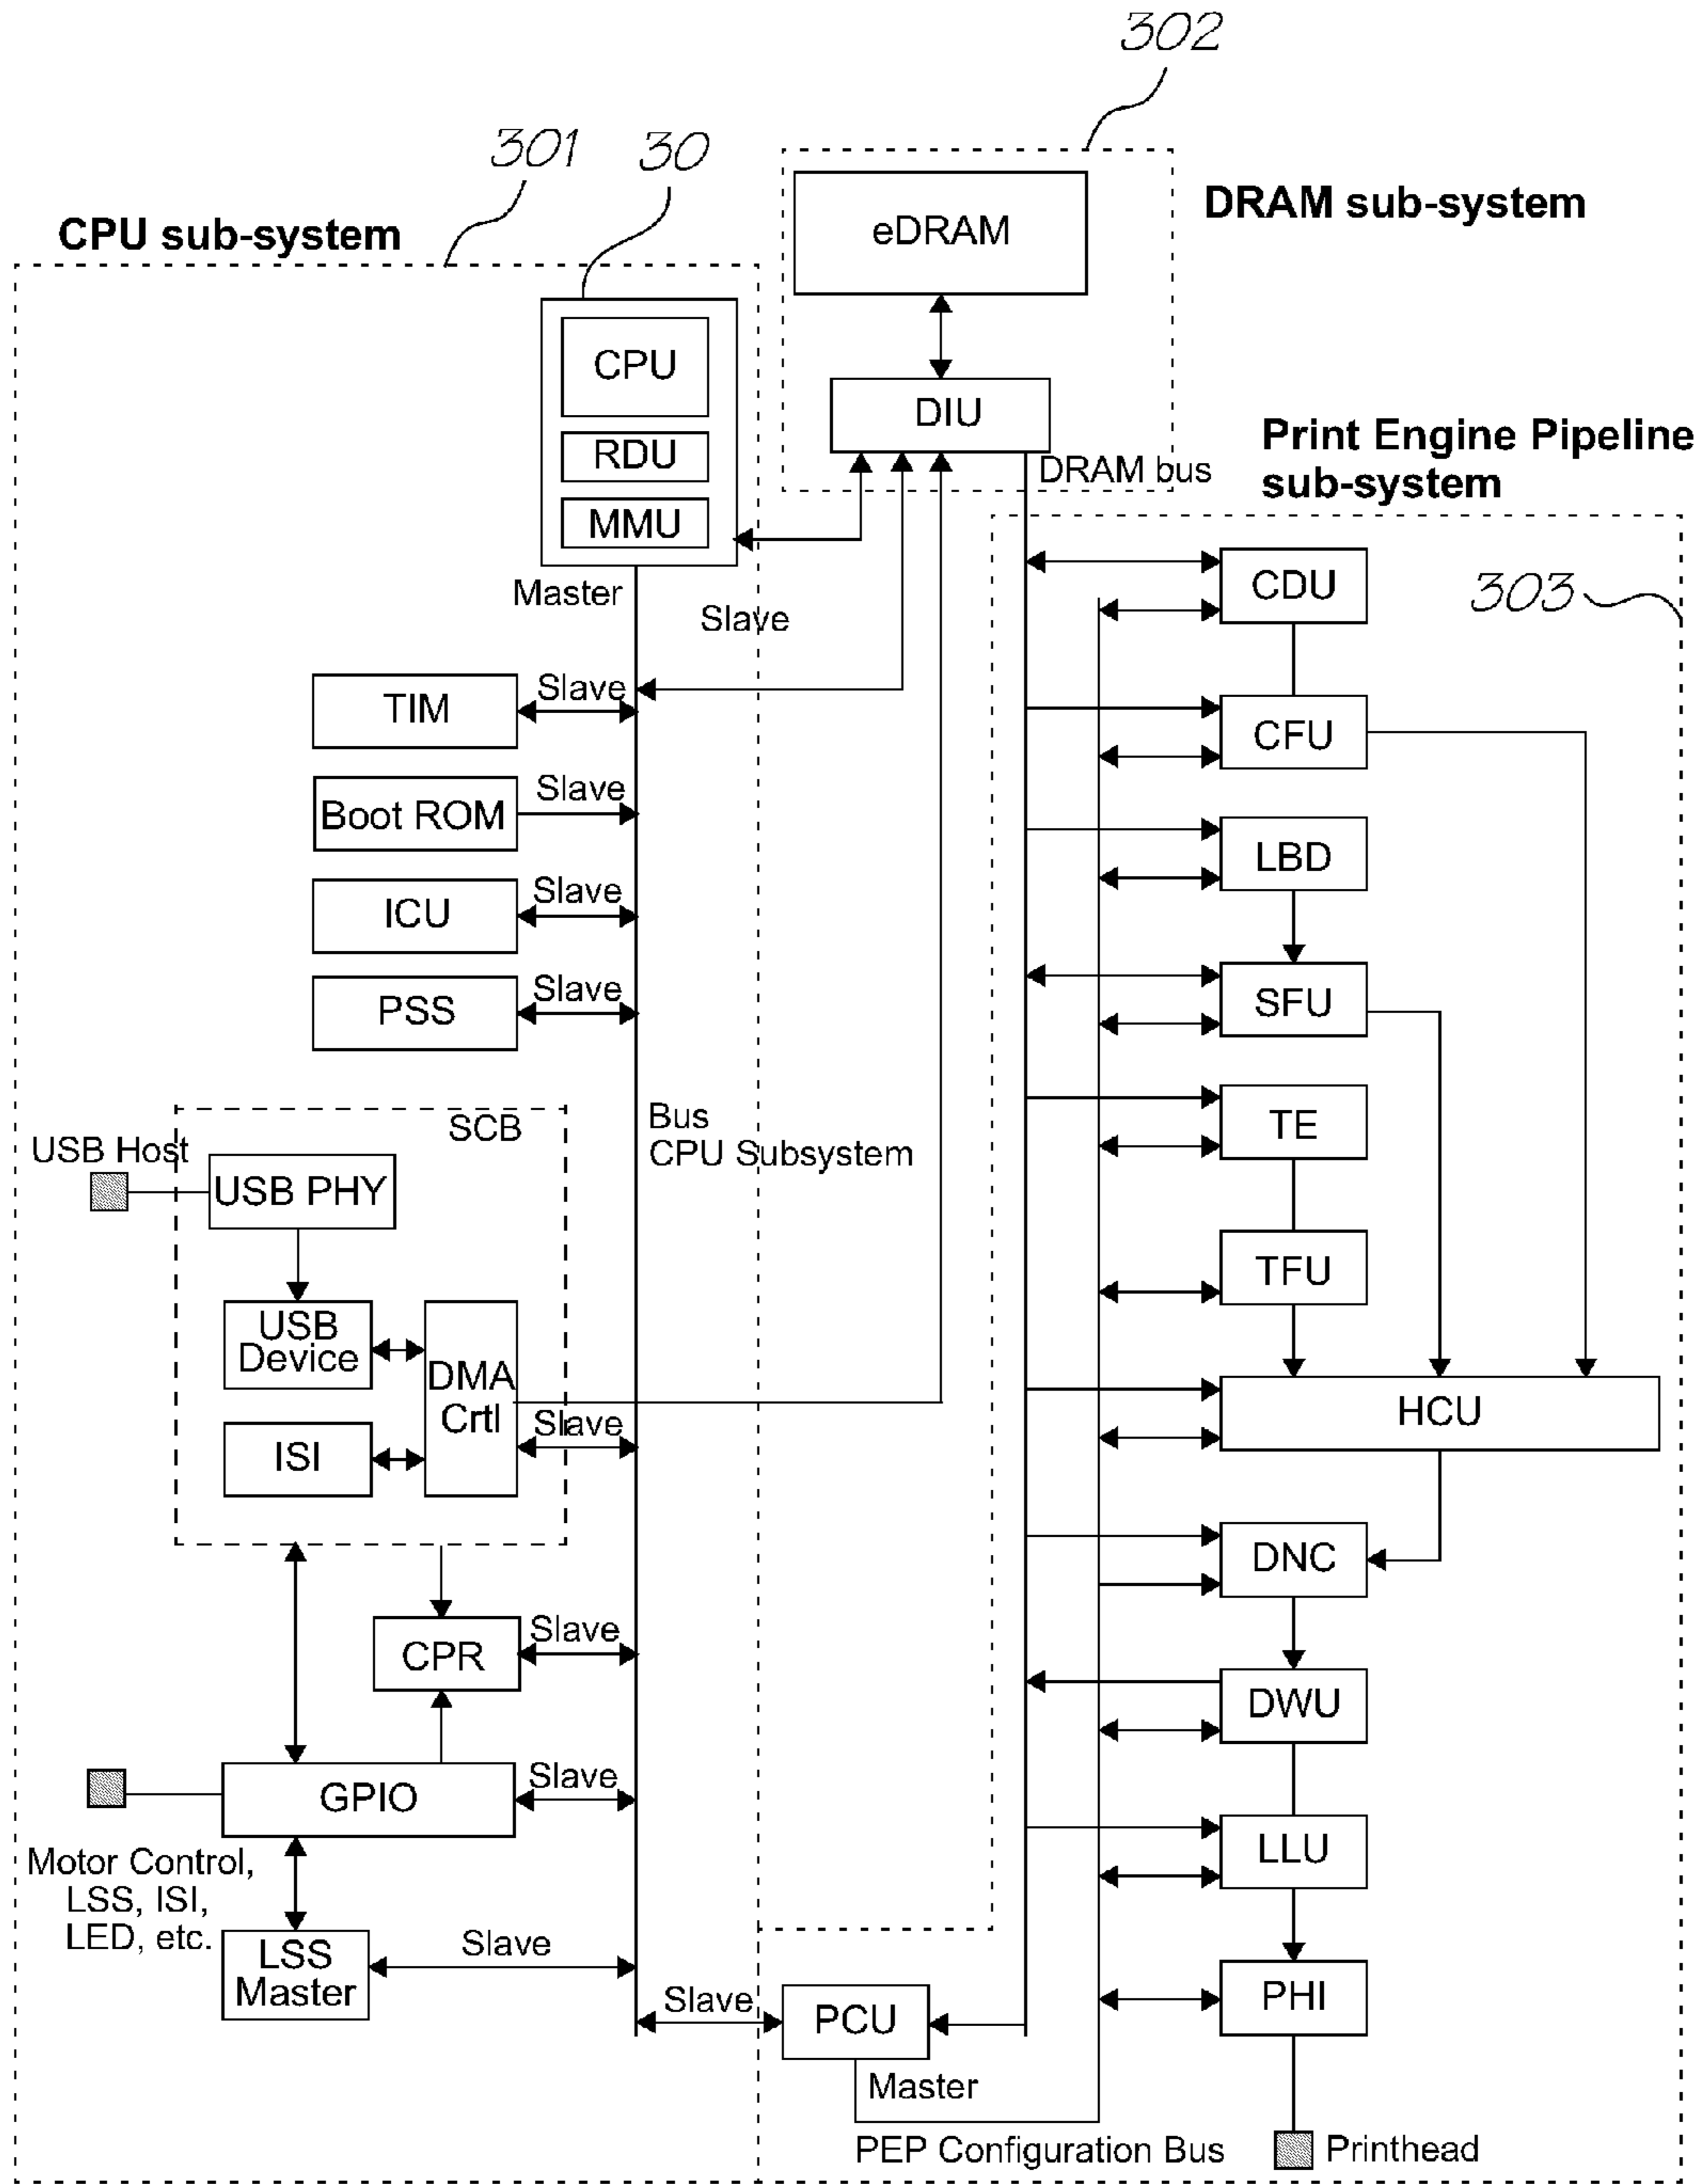 302
301
30
DRAM sub-system
CPU sub-system
eDRAM
CPU
DIU
RDU
Print Engine Pipeline
sub-system
DRAM bus
MMU
CDU
303
Master
Slave
TIM
Slave
CFU
Boot ROM
Slave
LBD
ICU
Slave
PSS
Slave
SFU
SCB
Bus
CPU Subsystem
TE
USB Host
USB PHY
TFU
USB
Device
DMA
Crtl
Slave
HCU
ISI
DNC
CPR
Slave
DWU
GPIO
Slave
Motor Control,
LSS, ISI,
LED, etc.
LLU
LSS
Master
Slave
Slave
PCU
PHI
Master
PEP Configuration Bus
Printhead